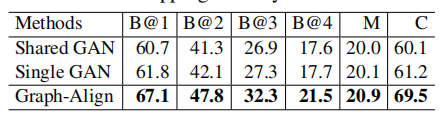 Methods B@1 B@2 B@3 B@4 M C
Shared GAN 60.7 41.3 26.9 17.6 20.0 60.1
Single GAN 61.8 42.1 27.3 17.7 20.1 61.2
Graph-Align 67.1 47.8 32.3 21.5 20.9 69.5